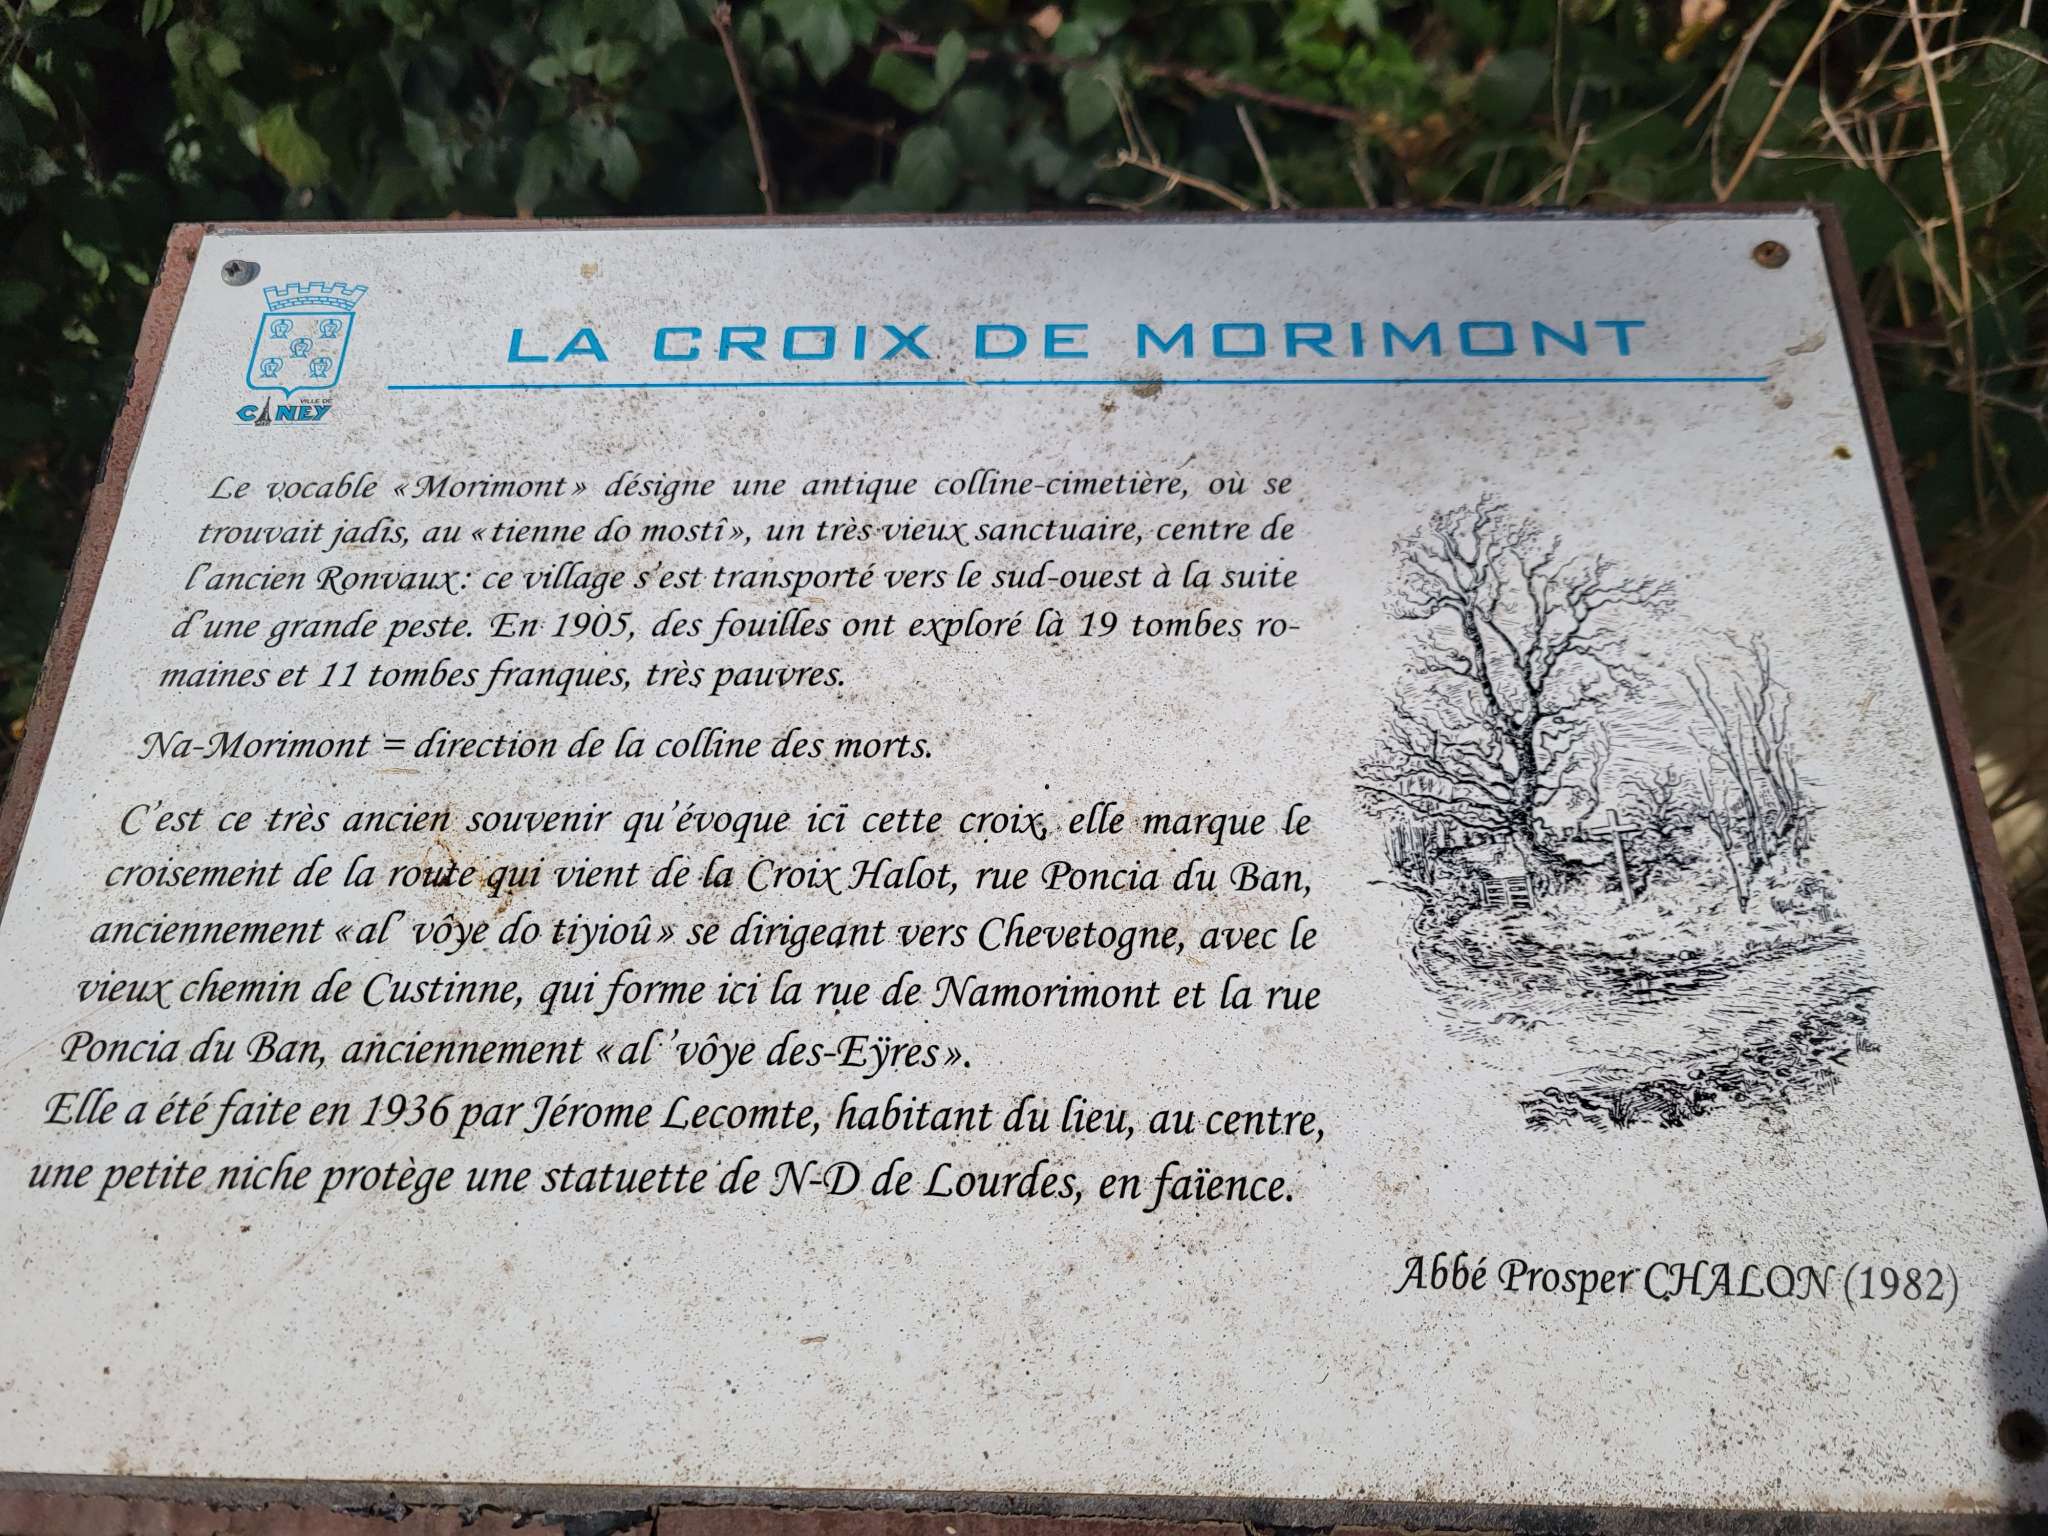 VILLE DE
CINEY
LA CROIX DE MORIMONT
Le vocable «Morimont» désigne une antique colline-cimetière, où se
trouvait jadis, au «tienne do mostî», un très vieux sanctuaire, centre de
l'ancien Ronvaux: ce village s'est transporté vers le sud-ouest à la suite
d'une grande peste. En 1905, des fouilles ont exploré là 19 tombes ro-
maines et 11 tombes franques, très pauvres.
Na-Morimont = direction de la colline des morts.
C'est ce très ancien souvenir qu'évoque ici cette croix, elle marque le
croisement de la route qui vient de la Croix Halot, rue Poncia du Ban,
anciennement «al' vôye do tiyioû» se dirigeant vers Chevetogne, avec le
vieux chemin de Custinne, qui forme ici la rue de Namorimont et la rue
Poncia du Ban, anciennement «al 'vôye des-Eÿres».
Elle a été faite en 1936 par Jérome Lecomte, habitant du lieu, au centre,
une petite niche protège une statuette de N-D de Lourdes, en faïence.
Abbé Prosper CHALON (1982)